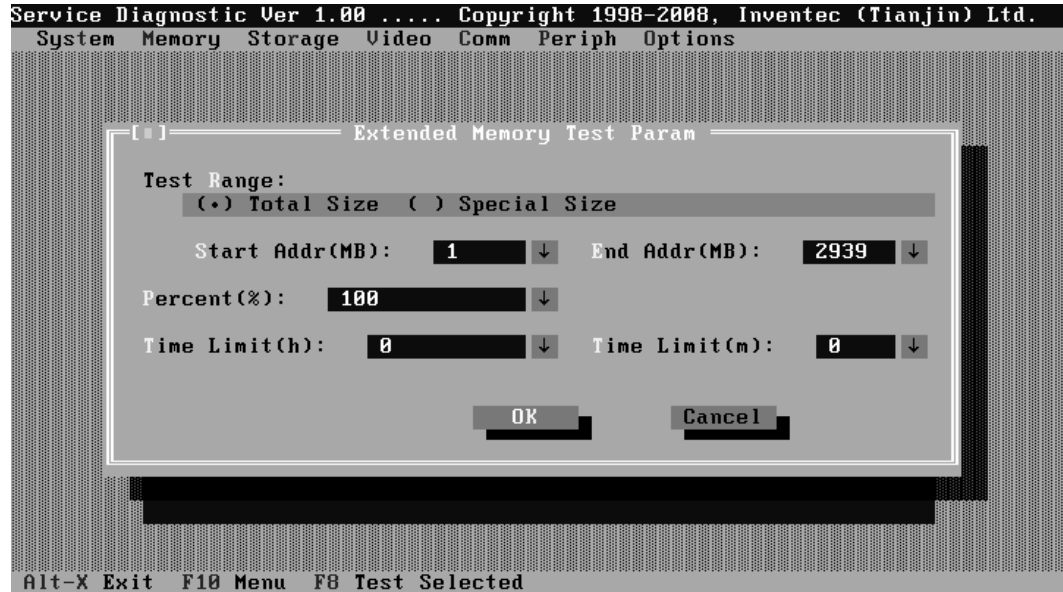 Service Diagnostic Ver 1.00 ..... Copyright 1998-2008, Inventec (Tianjin) Ltd.
System Memory Storage Video Comm Periph Options
[■] Extended Memory Test Param
Test Range:
(•) Total Size ( ) Special Size
Start Addr(MB): 1 ↓ End Addr(MB): 2939 ↓
Percent(%): 100 ↓
Time Limit(h): 0 ↓ Time Limit(m): 0 ↓
OK Cancel
Alt-X Exit F10 Menu F8 Test Selected